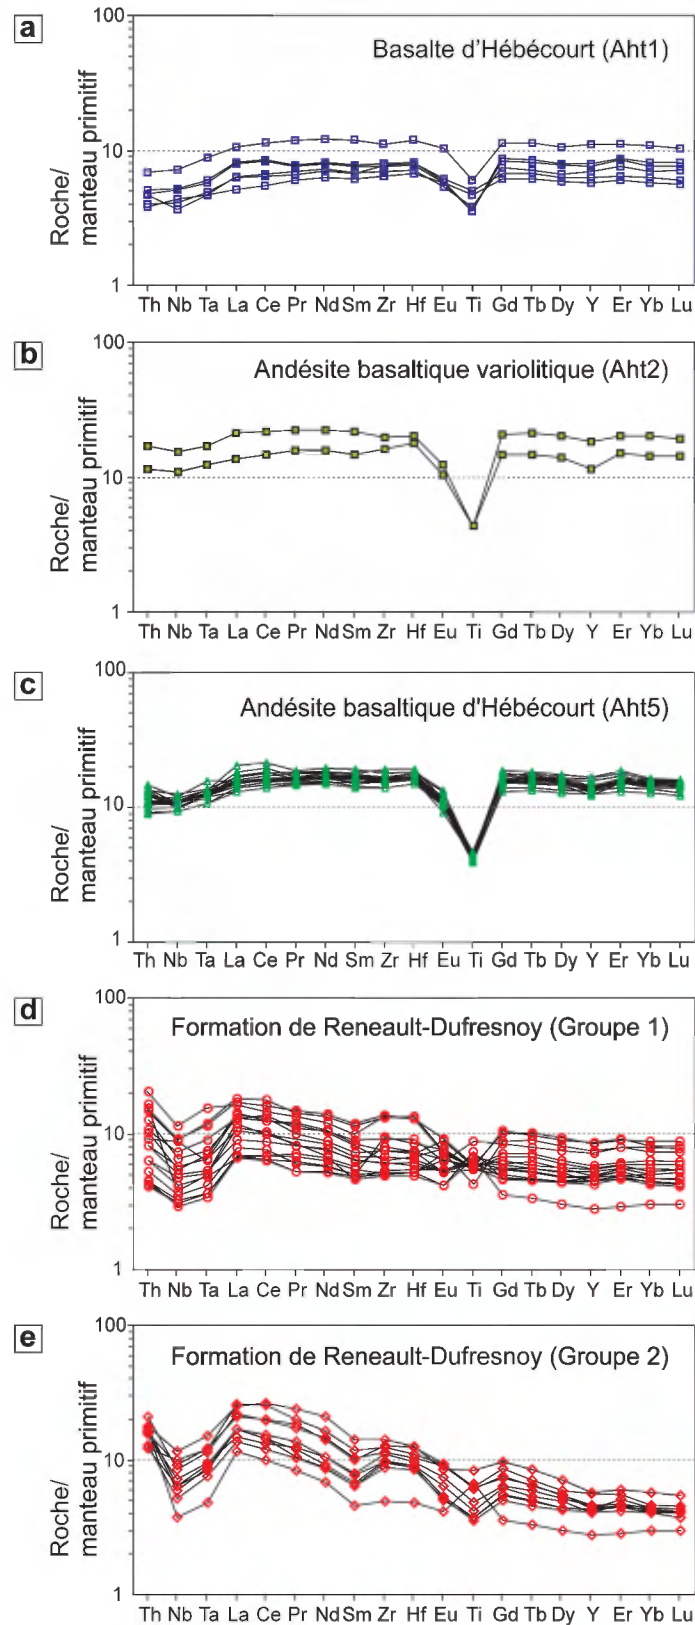 a
100
Basalte d'Hébécourt (Aht1)
10
1
Roche/
manteau primitif
Th Nb Ta La Ce Pr Nd Sm Zr Hf Eu Ti Gd Tb Dy Y Er Yb Lu
b
100
Andésite basaltique variolitique (Aht2)
10
1
Roche/
manteau primitif
Th Nb Ta La Ce Pr Nd Sm Zr Hf Eu Ti Gd Tb Dy Y Er Yb Lu
c
100
Andésite basaltique d'Hébécourt (Aht5)
10
1
Roche/
manteau primitif
Th Nb Ta La Ce Pr Nd Sm Zr Hf Eu Ti Gd Tb Dy Y Er Yb Lu
d
100
Formation de Reneault-Dufresnoy (Groupe 1)
10
1
Roche/
manteau primitif
Th Nb Ta La Ce Pr Nd Sm Zr Hf Eu Ti Gd Tb Dy Y Er Yb Lu
e
100
Formation de Reneault-Dufresnoy (Groupe 2)
10
1
Roche/
manteau primitif
Th Nb Ta La Ce Pr Nd Sm Zr Hf Eu Ti Gd Tb Dy Y Er Yb Lu